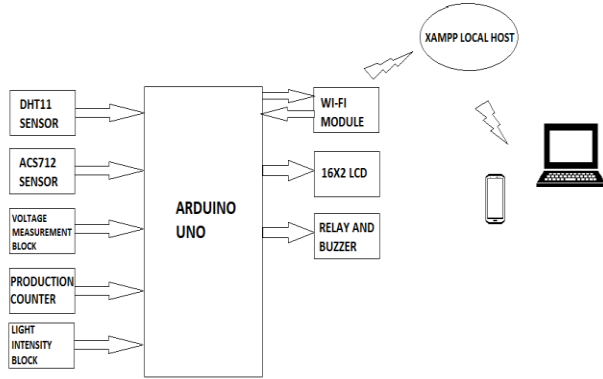 XAMPP LOCAL HOST
DHT11
SENSOR
ACS712
SENSOR
VOLTAGE
MEASUREMENT
BLOCK
PRODUCTION
COUNTER
LIGHT
INTENSITY
BLOCK
ARDUINO
UNO
WI-FI
MODULE
16X2 LCD
RELAY AND
BUZZER